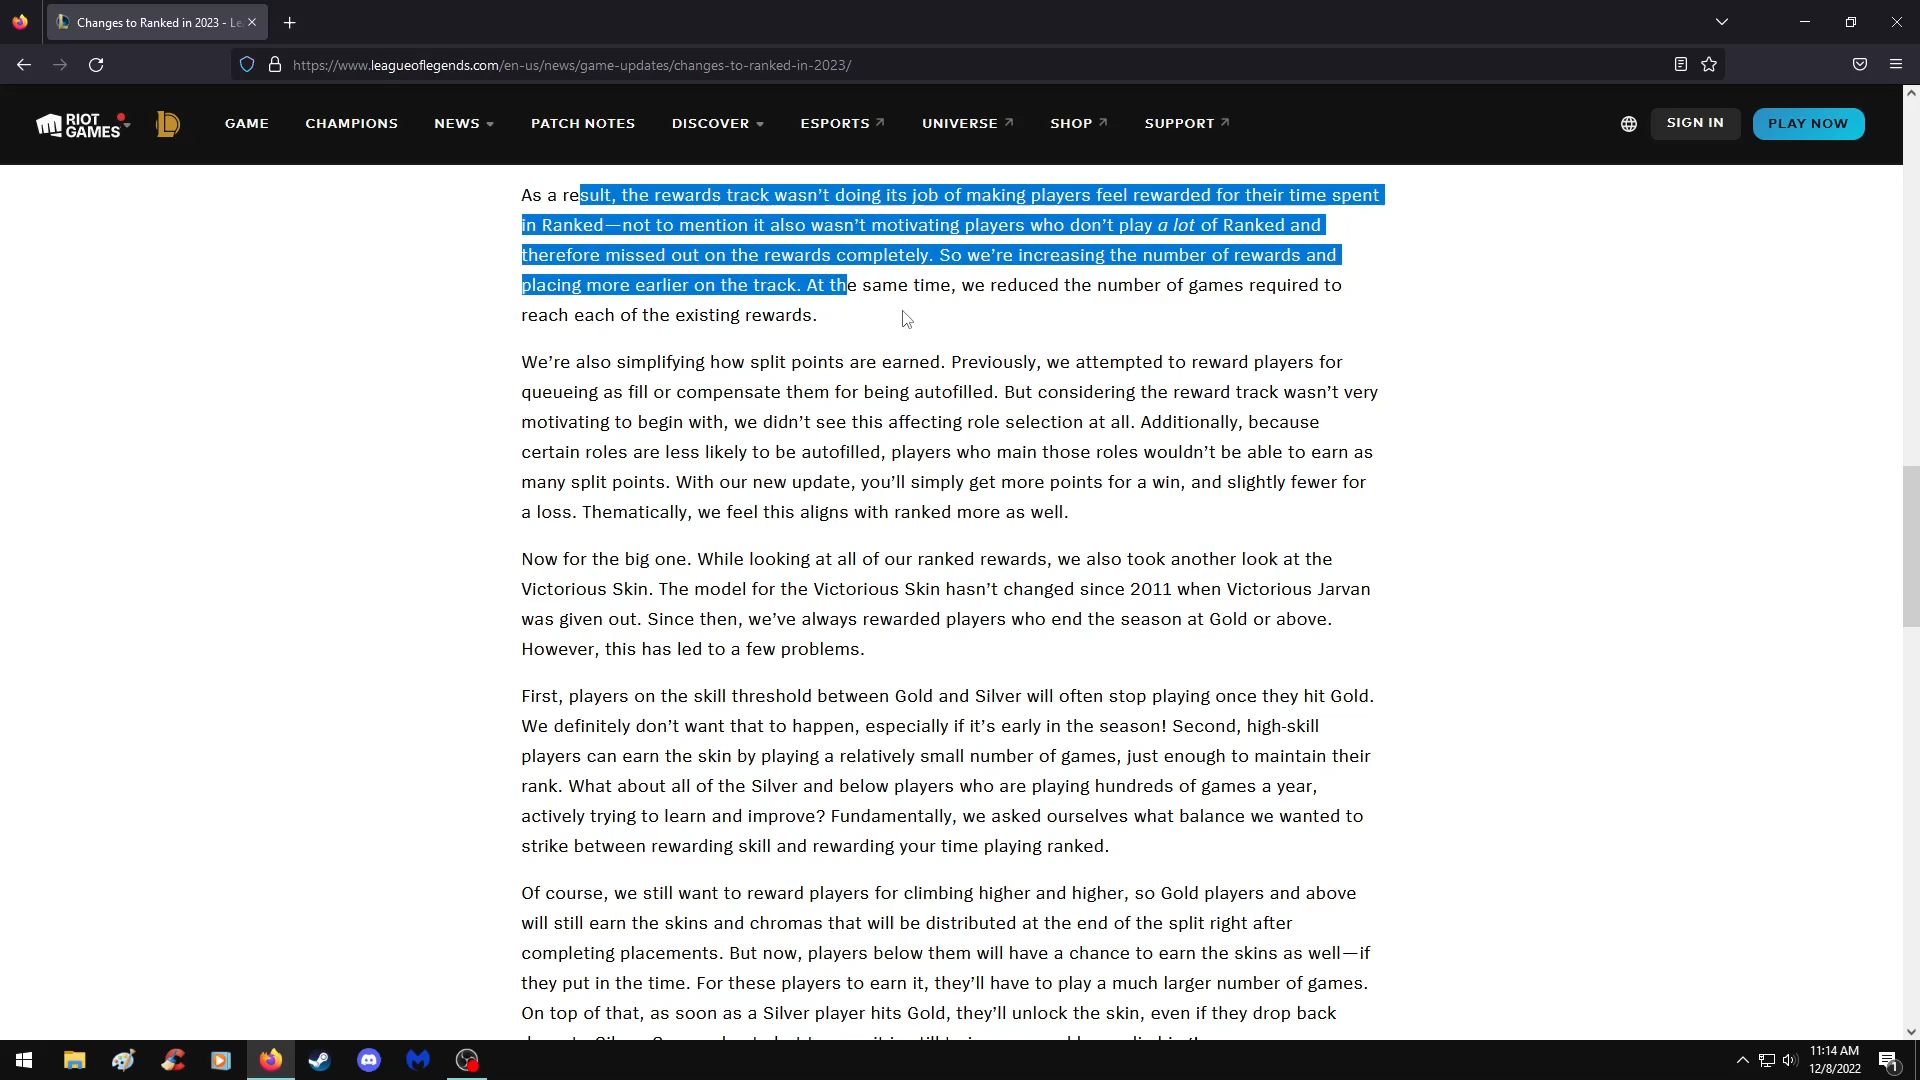 Changes to Ranked in 2023 - Le
https://www.leagueoflegends.com/en-us/news/game-updates/changes-to-ranked-in-2023/
RIOT GAMES GAME CHAMPIONS NEWS PATCH NOTES DISCOVER ESPORTS UNIVERSE SHOP SUPPORT SIGN IN PLAY NOW
As a result, the rewards track wasn’t doing its job of making players feel rewarded for their time spent
in Ranked—not to mention it also wasn’t motivating players who don’t play a lot of Ranked and
therefore missed out on the rewards completely. So we’re increasing the number of rewards and
placing more earlier on the track. At the same time, we reduced the number of games required to
reach each of the existing rewards.
We’re also simplifying how split points are earned. Previously, we attempted to reward players for
queueing as fill or compensate them for being autofilled. But considering the reward track wasn’t very
motivating to begin with, we didn’t see this affecting role selection at all. Additionally, because
certain roles are less likely to be autofilled, players who main those roles wouldn’t be able to earn as
many split points. With our new update, you’ll simply get more points for a win, and slightly fewer for
a loss. Thematically, we feel this aligns with ranked more as well.
Now for the big one. While looking at all of our ranked rewards, we also took another look at the
Victorious Skin. The model for the Victorious Skin hasn’t changed since 2011 when Victorious Jarvan
was given out. Since then, we’ve always rewarded players who end the season at Gold or above.
However, this has led to a few problems.
First, players on the skill threshold between Gold and Silver will often stop playing once they hit Gold.
We definitely don’t want that to happen, especially if it’s early in the season! Second, high-skill
players can earn the skin by playing a relatively small number of games, just enough to maintain their
rank. What about all of the Silver and below players who are playing hundreds of games a year,
actively trying to learn and improve? Fundamentally, we asked ourselves what balance we wanted to
strike between rewarding skill and rewarding your time playing ranked.
Of course, we still want to reward players for climbing higher and higher, so Gold players and above
will still earn the skins and chromas that will be distributed at the end of the split right after
completing placements. But now, players below them will have a chance to earn the skins as well—if
they put in the time. For these players to earn it, they’ll have to play a much larger number of games.
On top of that, as soon as a Silver player hits Gold, they’ll unlock the skin, even if they drop back
11:14 AM
12/8/2022
1